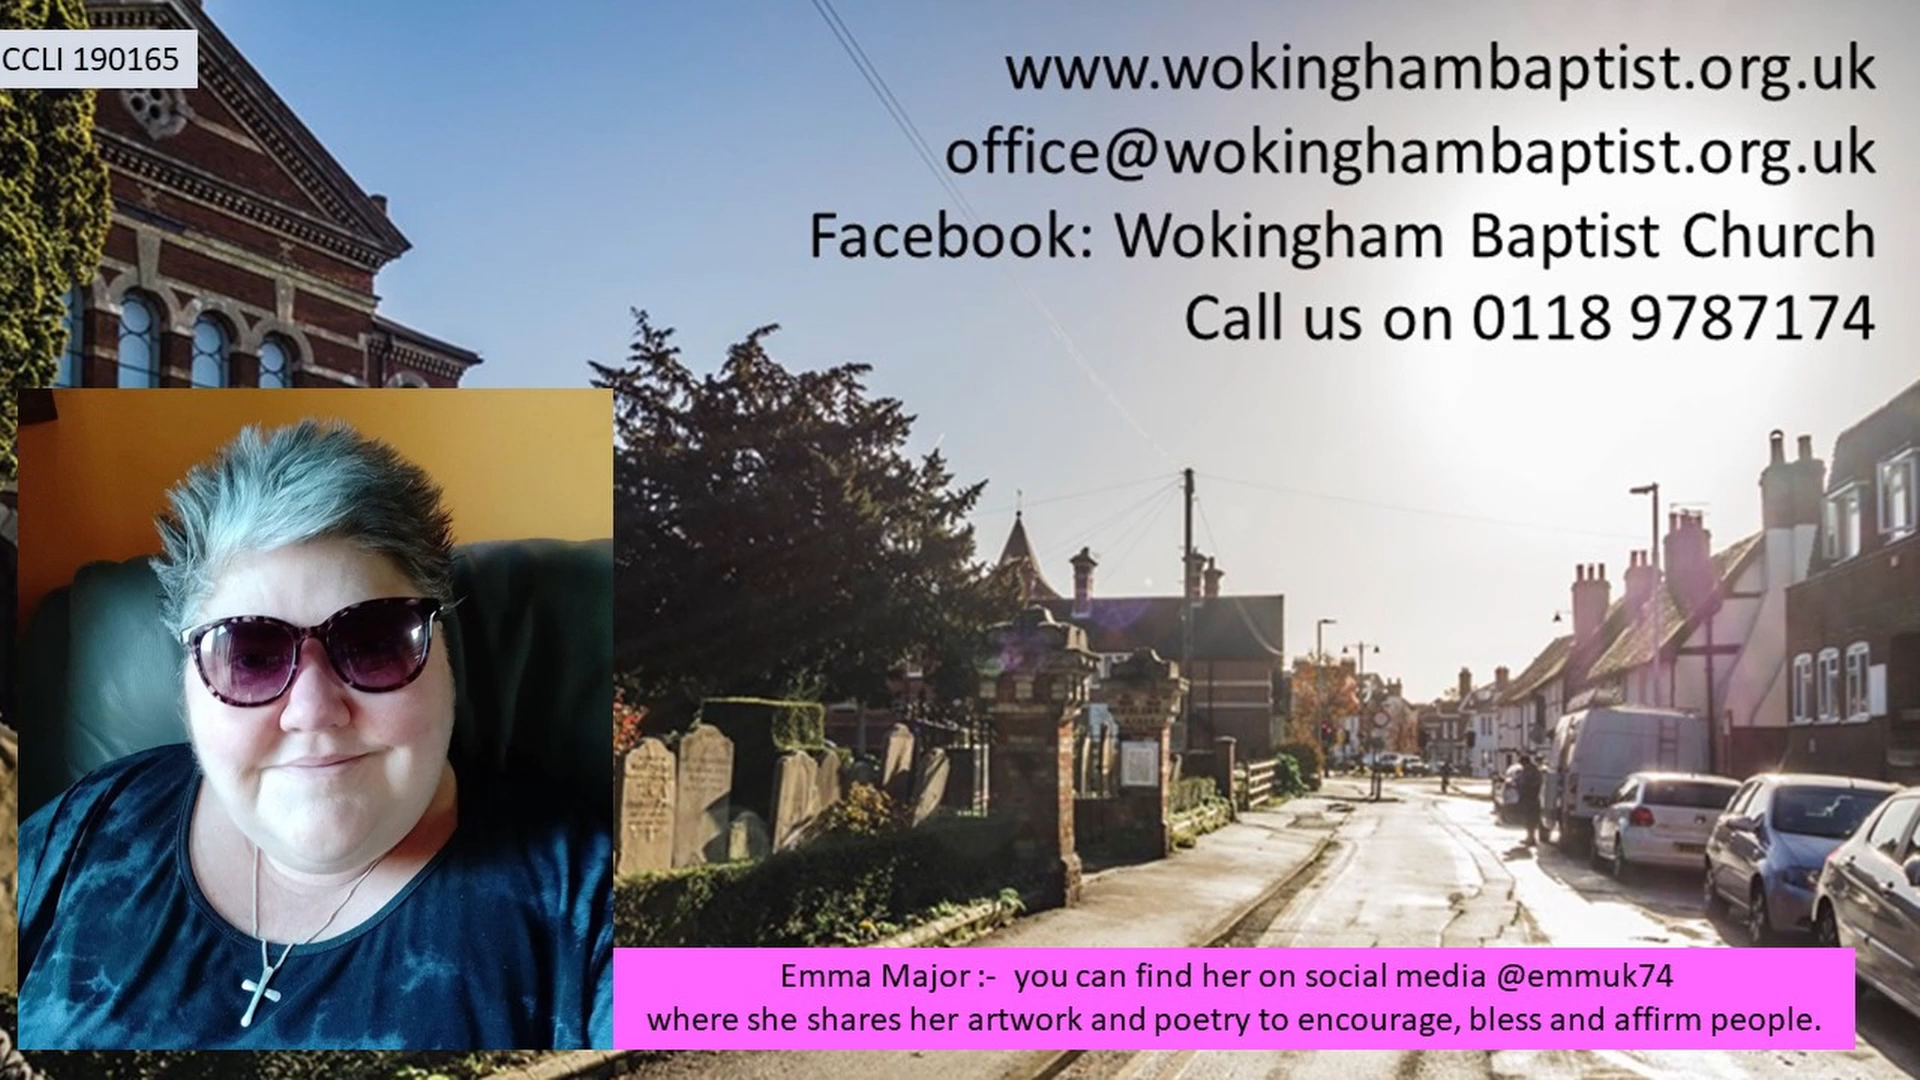 CCLI 190165
www.wokinghambaptist.org.uk
office@wokinghambaptist.org.uk
Facebook: Wokingham Baptist Church
Call us on 0118 9787174
Emma Major :- you can find her on social media @emmuk74
where she shares her artwork and poetry to encourage, bless and affirm people.